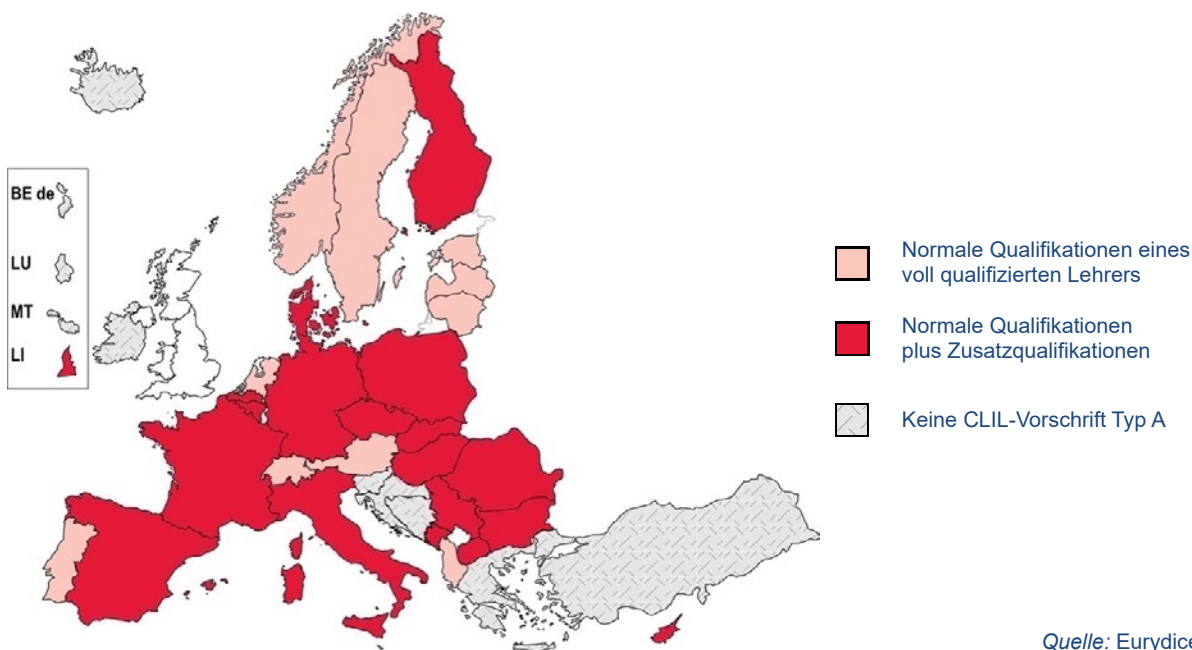 BE de
LU
MT
LI
Normale Qualifikationen eines
voll qualifizierten Lehrers
Normale Qualifikationen
plus Zusatzqualifikationen
Keine CLIL-Vorschrift Typ A
Quelle: Eurydice